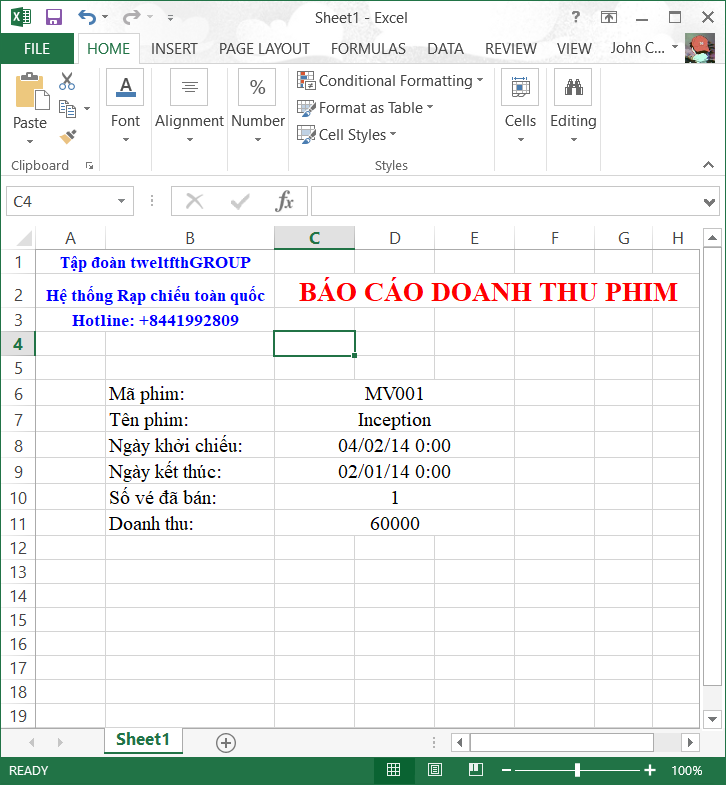 Sheet1 - Excel
?
FILE HOME INSERT PAGE LAYOUT FORMULAS DATA REVIEW VIEW John C...
Paste
Clipboard
A
Font
Alignment
%
Number
Conditional Formatting
Format as Table
Cell Styles
Styles
Cells
Editing
C4
fx
A B C D E F G H
1 Tập đoàn tweltfthGROUP
2 Hệ thống Rạp chiếu toàn quốc BÁO CÁO DOANH THU PHIM
3 Hotline: +8441992809
4
5
6 Mã phim: MV001
7 Tên phim: Inception
8 Ngày khởi chiếu: 04/02/14 0:00
9 Ngày kết thúc: 02/01/14 0:00
10 Số vé đã bán: 1
11 Doanh thu: 60000
12
13
14
15
16
17
18
19
Sheet1
READY 100%